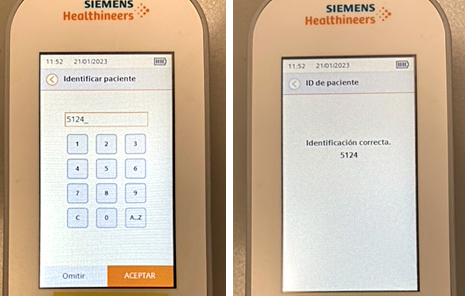 SIEMENS
Healthineers
11:52 21/01/2023
Identificar paciente
5124_
1 2 3
4 5 6
7 8 9
C 0 A..Z
Omitir ACEPTAR
SIEMENS
Healthineers
11:52 21/01/2023
ID de paciente
Identificación correcta.
5124